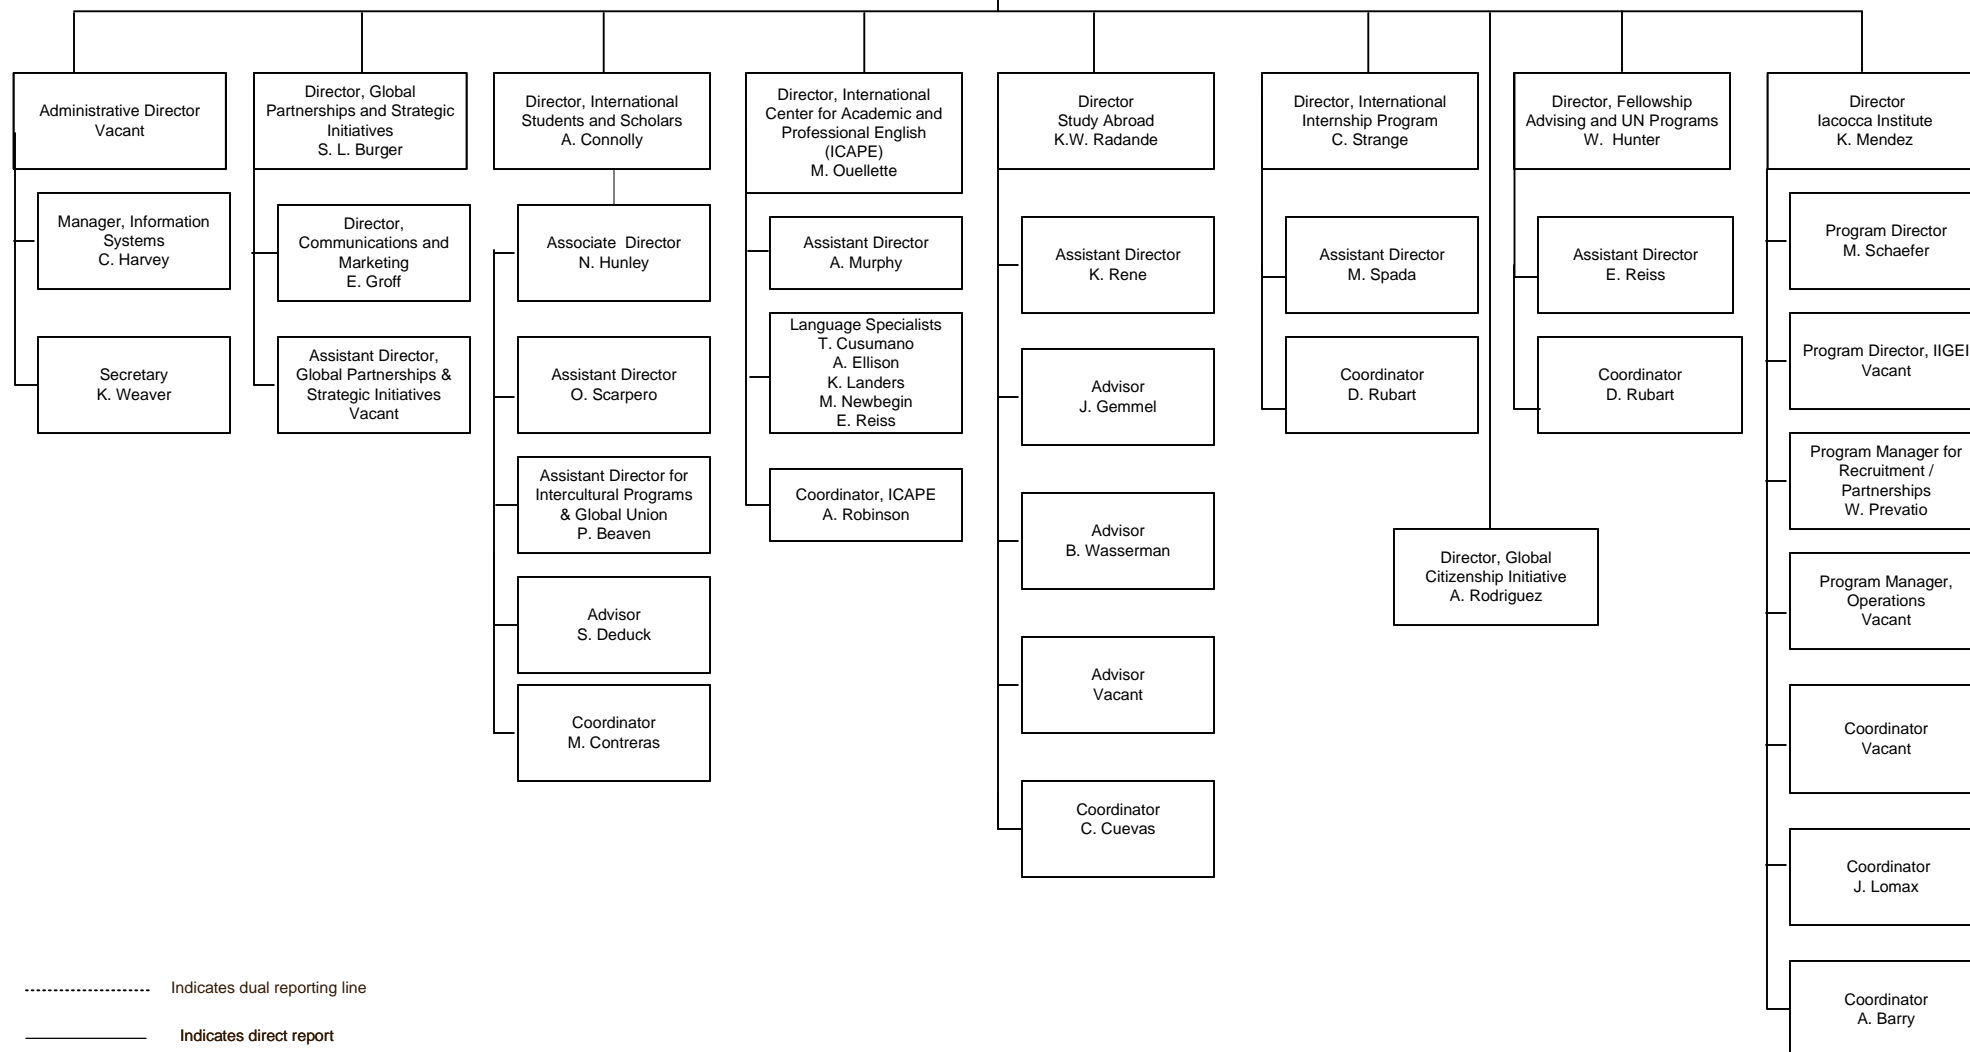 Administrative Director
Vacant
Manager, Information
Systems
C. Harvey
Secretary
K. Weaver
Director, Global
Partnerships and Strategic
Initiatives
S. L. Burger
Director,
Communications and
Marketing
E. Groff
Assistant Director,
Global Partnerships &
Strategic Initiatives
Vacant
Director, International
Students and Scholars
A. Connolly
Associate Director
N. Hunley
Assistant Director
O. Scarpero
Assistant Director for
Intercultural Programs
& Global Union
P. Beaven
Advisor
S. Deduck
Coordinator
M. Contreras
Director, International
Center for Academic and
Professional English
(ICAPE)
M. Ouellette
Assistant Director
A. Murphy
Language Specialists
T. Cusumano
A. Ellison
K. Landers
M. Newbegin
E. Reiss
Coordinator, ICAPE
A. Robinson
Director
Study Abroad
K.W. Radande
Assistant Director
K. Rene
Advisor
J. Gemmel
Advisor
B. Wasserman
Advisor
Vacant
Coordinator
C. Cuevas
Director, International
Internship Program
C. Strange
Assistant Director
M. Spada
Coordinator
D. Rubart
Director, Global
Citizenship Initiative
A. Rodriguez
Director, Fellowship
Advising and UN Programs
W. Hunter
Assistant Director
E. Reiss
Coordinator
D. Rubart
Director
Iacocca Institute
K. Mendez
Program Director
M. Schaefer
Program Director, IIGEI
Vacant
Program Manager for
Recruitment /
Partnerships
W. Prevatio
Program Manager,
Operations
Vacant
Coordinator
Vacant
Coordinator
J. Lomax
Coordinator
A. Barry
Indicates dual reporting line
Indicates direct report